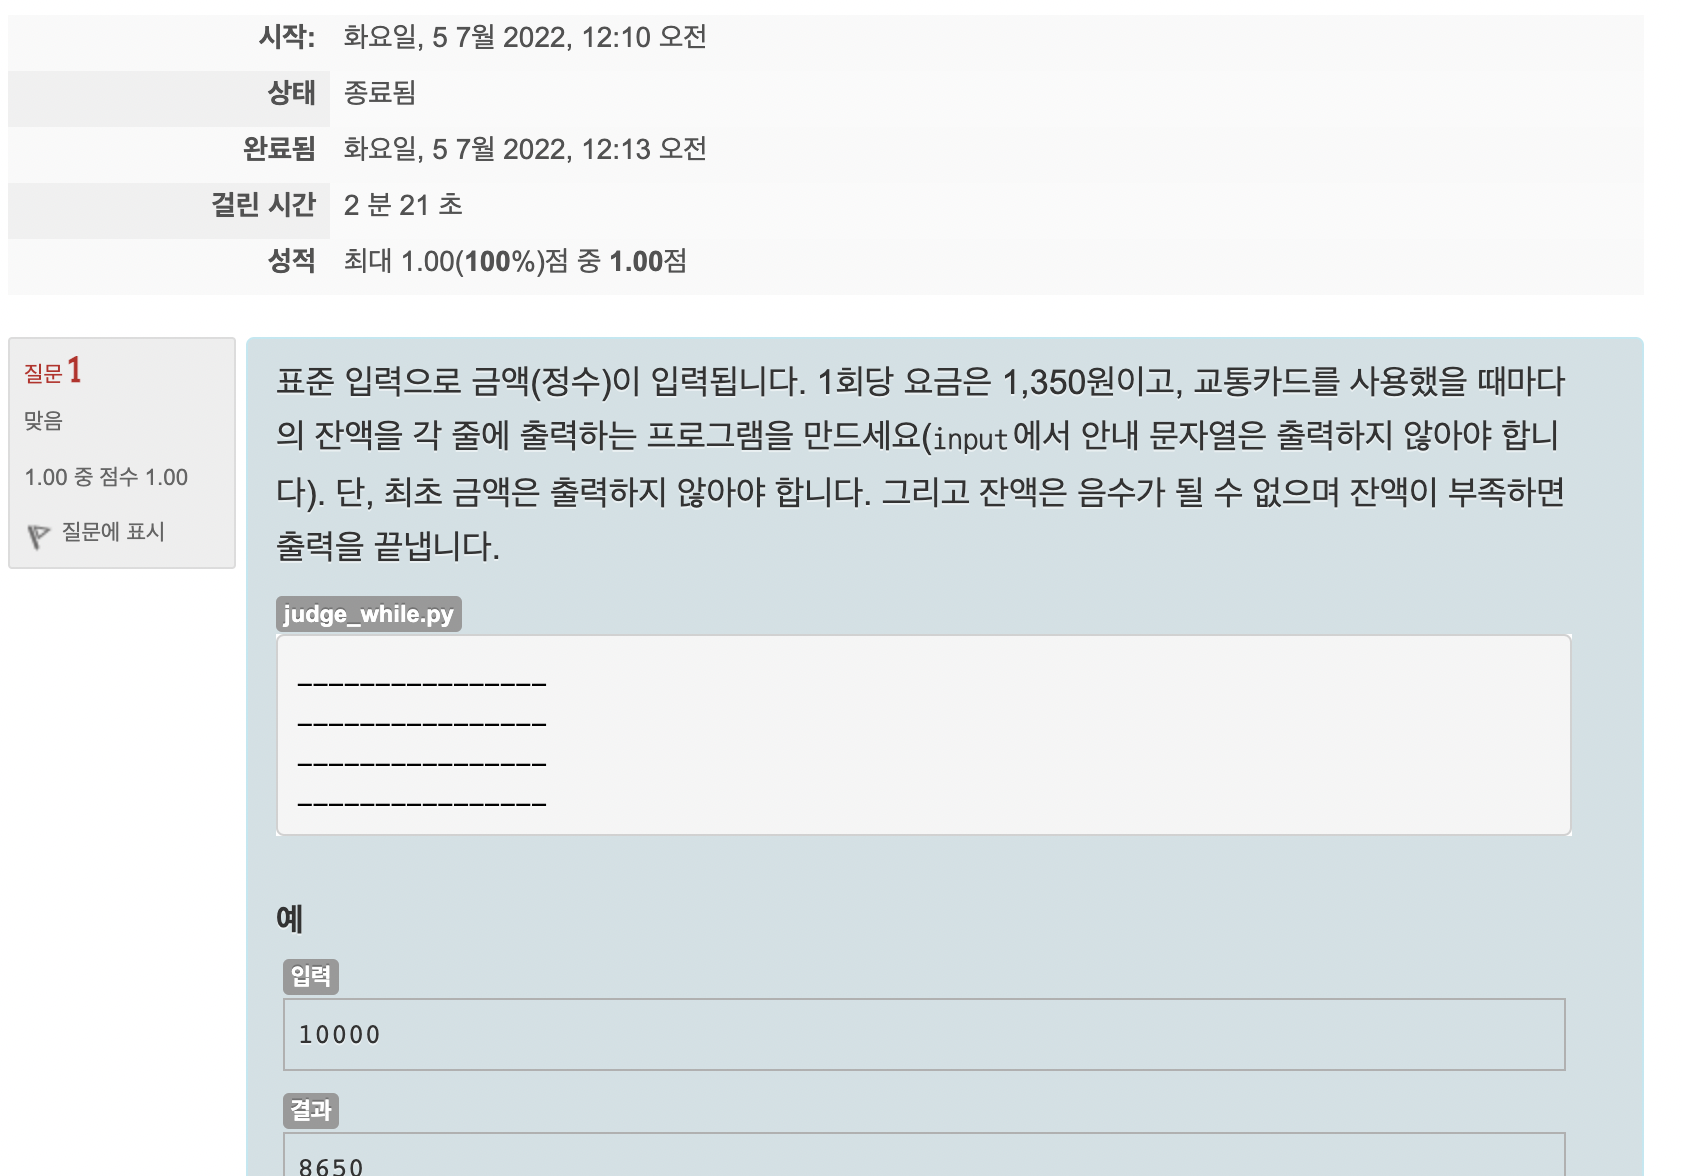 시작: 화요일, 5 7월 2022, 12:10 오전
상태 종료됨
완료됨 화요일, 5 7월 2022, 12:13 오전
걸린 시간 2 분 21 초
성적 최대 1.00(100%)점 중 1.00점
질문 1
맞음
1.00 중 점수 1.00
질문에 표시
표준 입력으로 금액(정수)이 입력됩니다. 1회당 요금은 1,350원이고, 교통카드를 사용했을 때마다
의 잔액을 각 줄에 출력하는 프로그램을 만드세요(input에서 안내 문자열은 출력하지 않아야 합니
다). 단, 최초 금액은 출력하지 않아야 합니다. 그리고 잔액은 음수가 될 수 없으며 잔액이 부족하면
출력을 끝냅니다.
judge_while.py
________________
________________
________________
________________
예
입력
10000
결과
8650